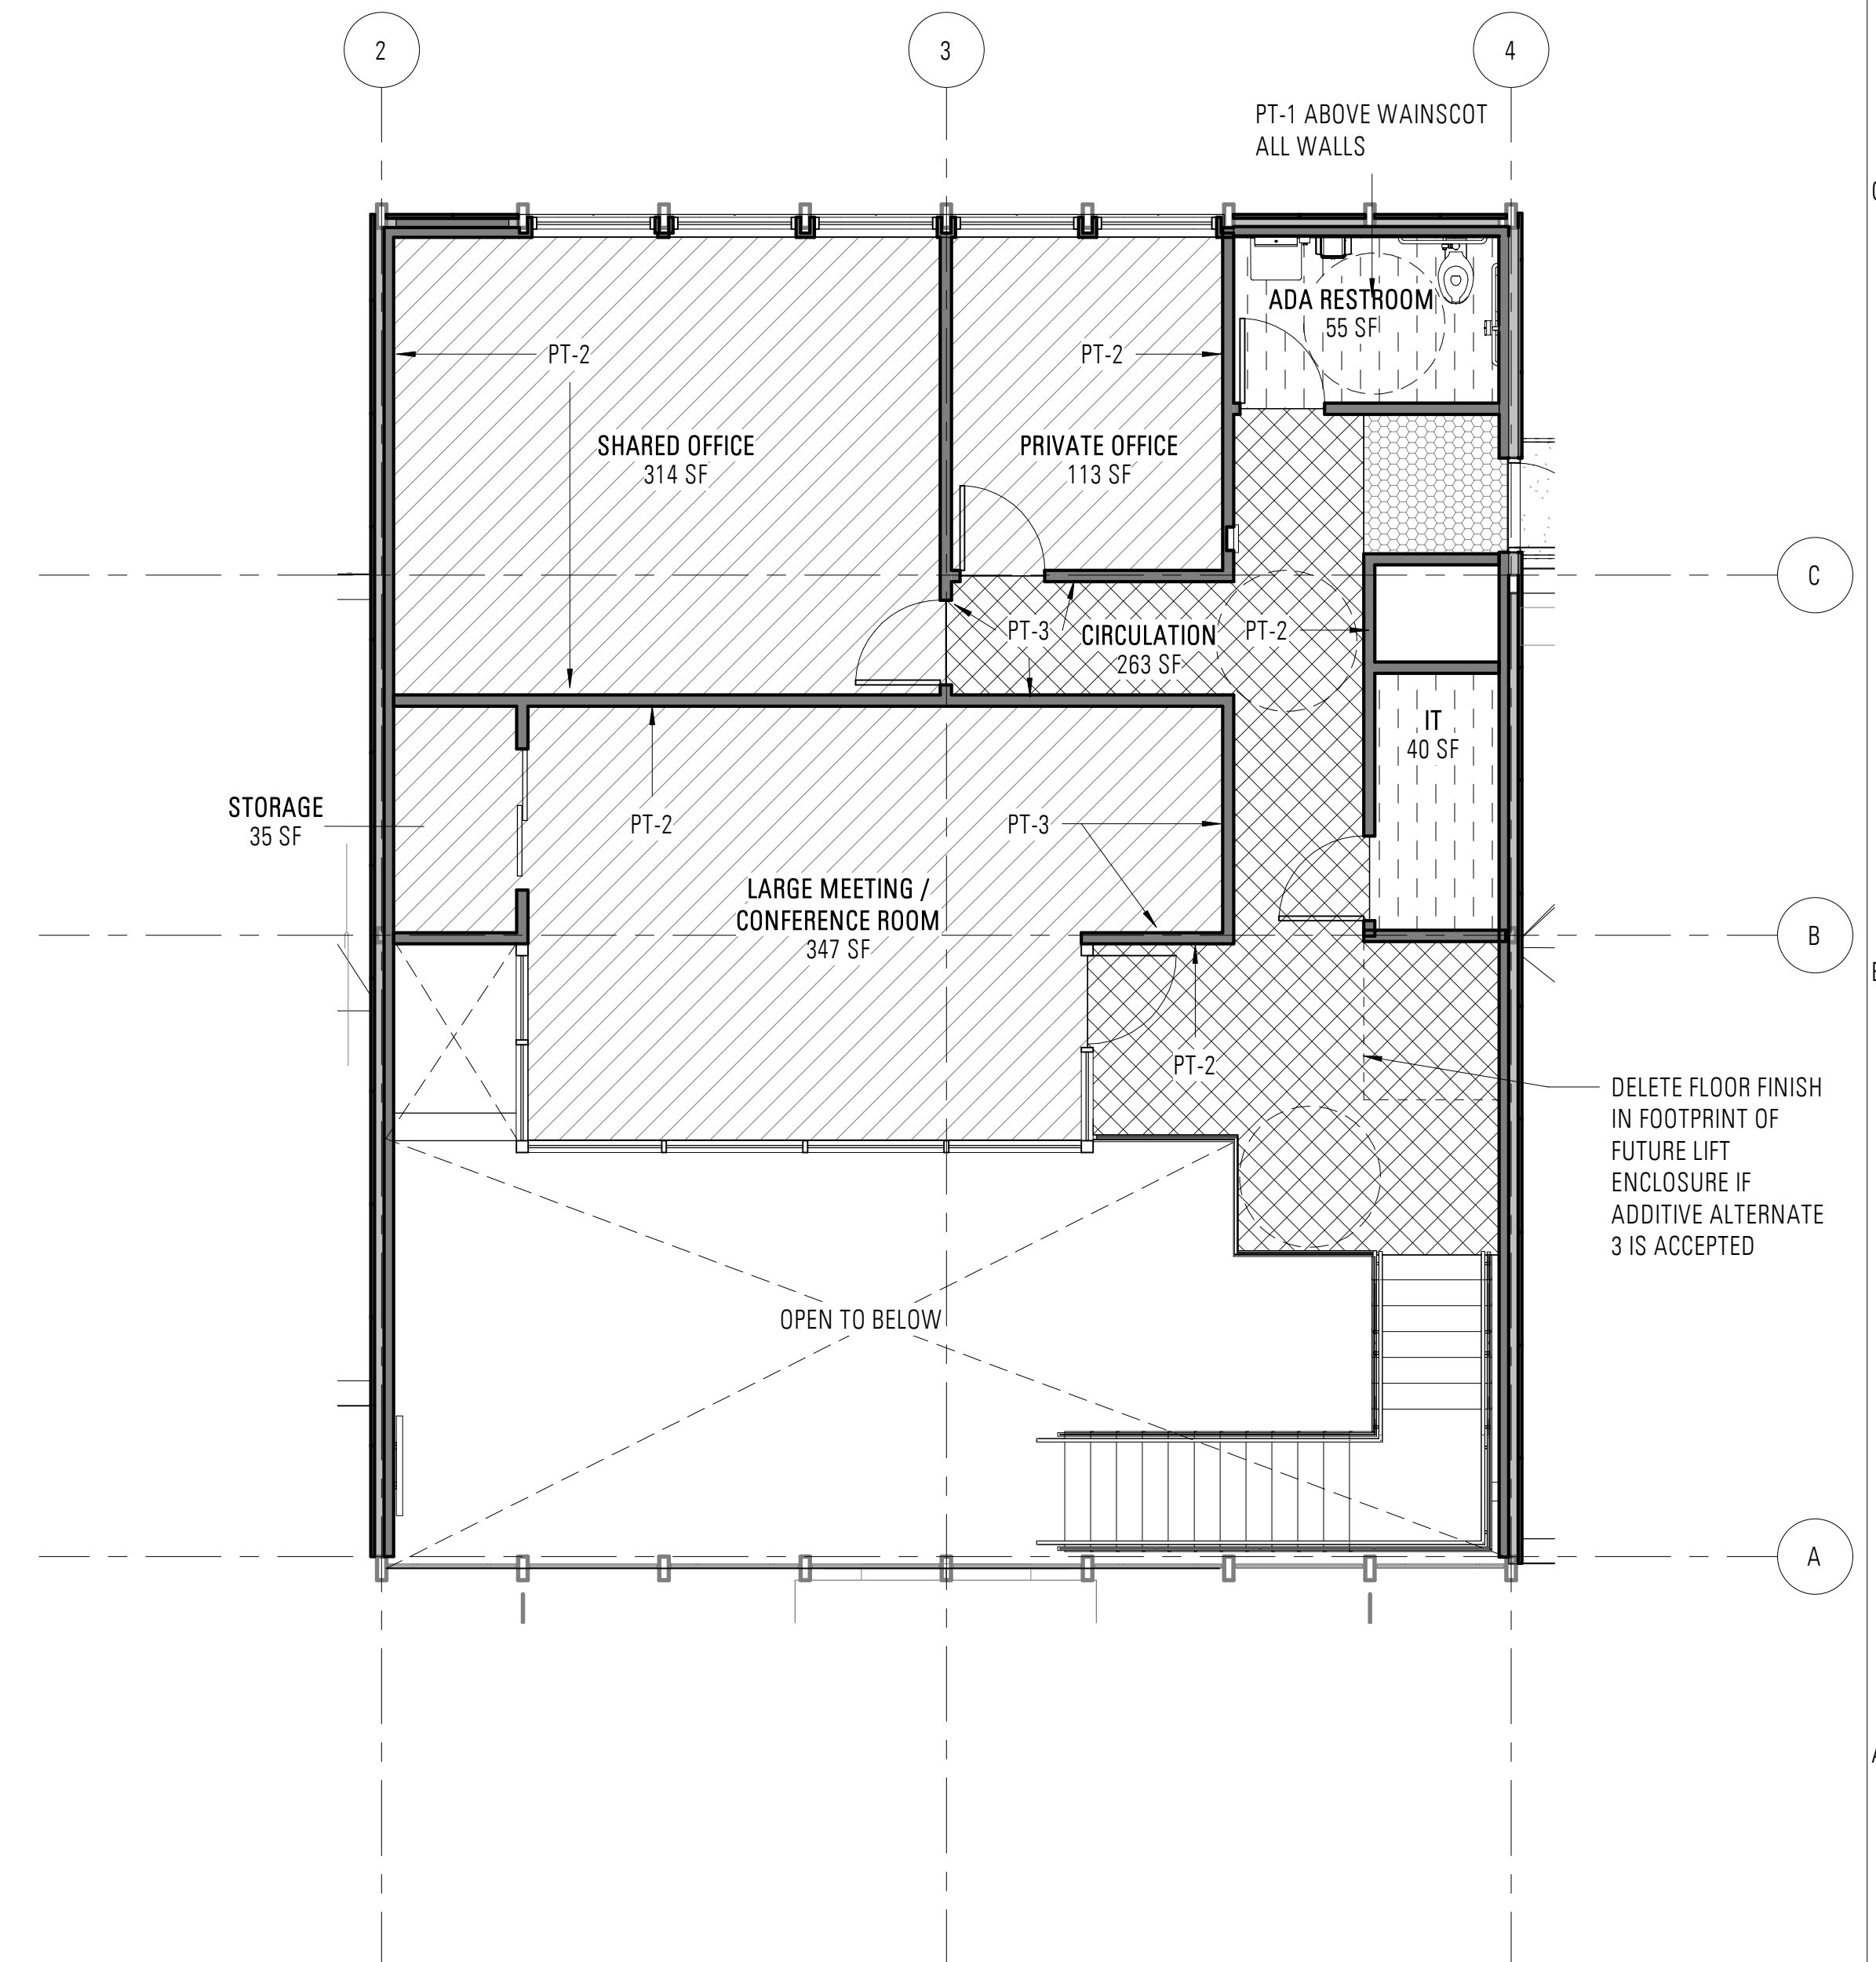 2
3
4
PT-1 ABOVE WAINSCOT
ALL WALLS
ADA RESTROOM
55 SF
PT-2
PT-2
SHARED OFFICE
314 SF
PRIVATE OFFICE
113 SF
C
PT-3
CIRCULATION
263 SF
PT-2
IT
40 SF
STORAGE
35 SF
PT-2
PT-3
LARGE MEETING /
CONFERENCE ROOM
347 SF
B
PT-2
DELETE FLOOR FINISH
IN FOOTPRINT OF
FUTURE LIFT
ENCLOSURE IF
ADDITIVE ALTERNATE
3 IS ACCEPTED
OPEN TO BELOW
A